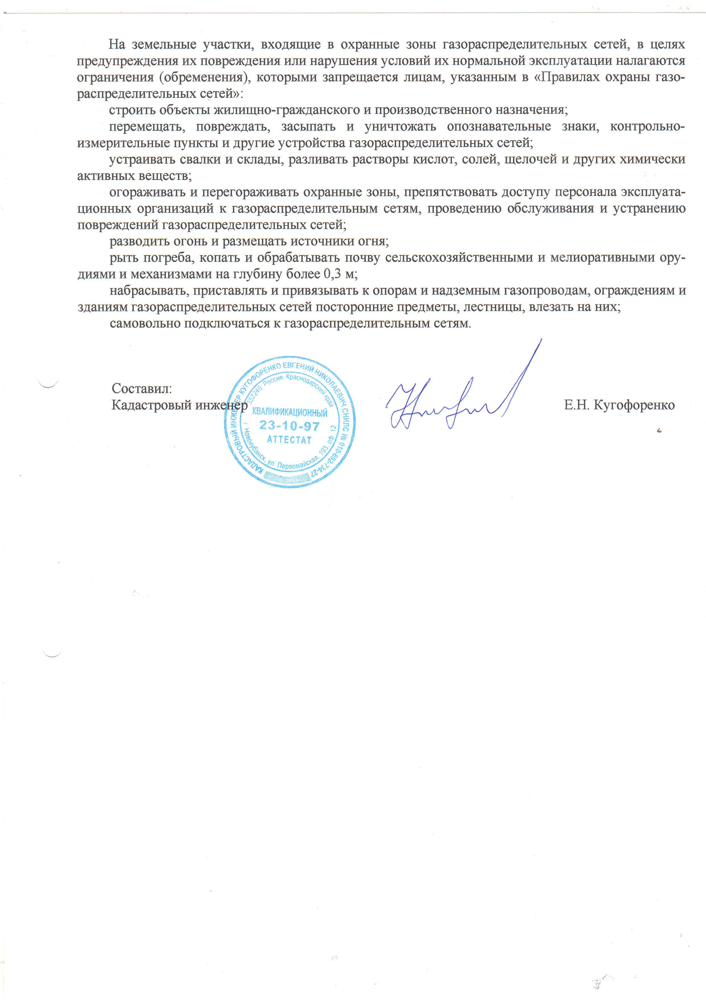 На земельные участки, входящие в охранные зоны газораспределительных сетей, в целях
предупреждения их повреждения или нарушения условий их нормальной эксплуатации налагаются
ограничения (обременения), которыми запрещается лицам, указанным в «Правилах охраны газо-
распределительных сетей»:
строить объекты жилищно-гражданского и производственного назначения;
перемещать, повреждать, засыпать и уничтожать опознавательные знаки, контрольно-
измерительные пункты и другие устройства газораспределительных сетей;
устраивать свалки и склады, разливать растворы кислот, солей, щелочей и других химически
активных веществ;
огораживать и перегораживать охранные зоны, препятствовать доступу персонала эксплуата-
ционных организаций к газораспределительным сетям, проведению обслуживания и устранению
повреждений газораспределительных сетей;
разводить огонь и размещать источники огня;
рыть погреба, копать и обрабатывать почву сельскохозяйственными и мелиоративными ору-
диями и механизмами на глубину более 0,3 м;
набрасывать, приставлять и привязывать к опорам и надземным газопроводам, ограждениям и
зданиям газораспределительных сетей посторонние предметы, лестницы, влезать на них;
самовольно подключаться к газораспределительным сетям.
Составил:
Кадастровый инженер
Е.Н. Кугофоренко
КАДАСТРОВЫЙ ИНЖЕНЕР КУГОФОРЕНКО ЕВГЕНИЙ НИКОЛАЕВИЧ СНИЛС № 010-692-734-27
352240 Россия Краснодарский край
г Новокубанск, ул. Первомайская, 193, оф 12
КВАЛИФИКАЦИОННЫЙ
23-10-97
АТТЕСТАТ